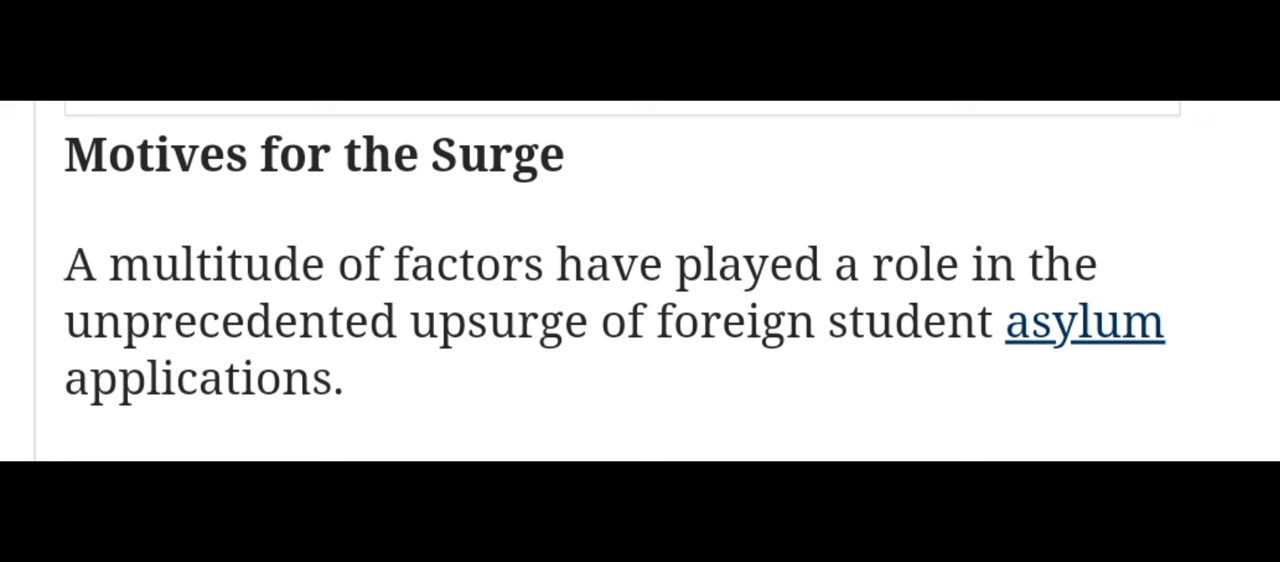 Motives for the Surge
A multitude of factors have played a role in the
unprecedented upsurge of foreign student asylum
applications.